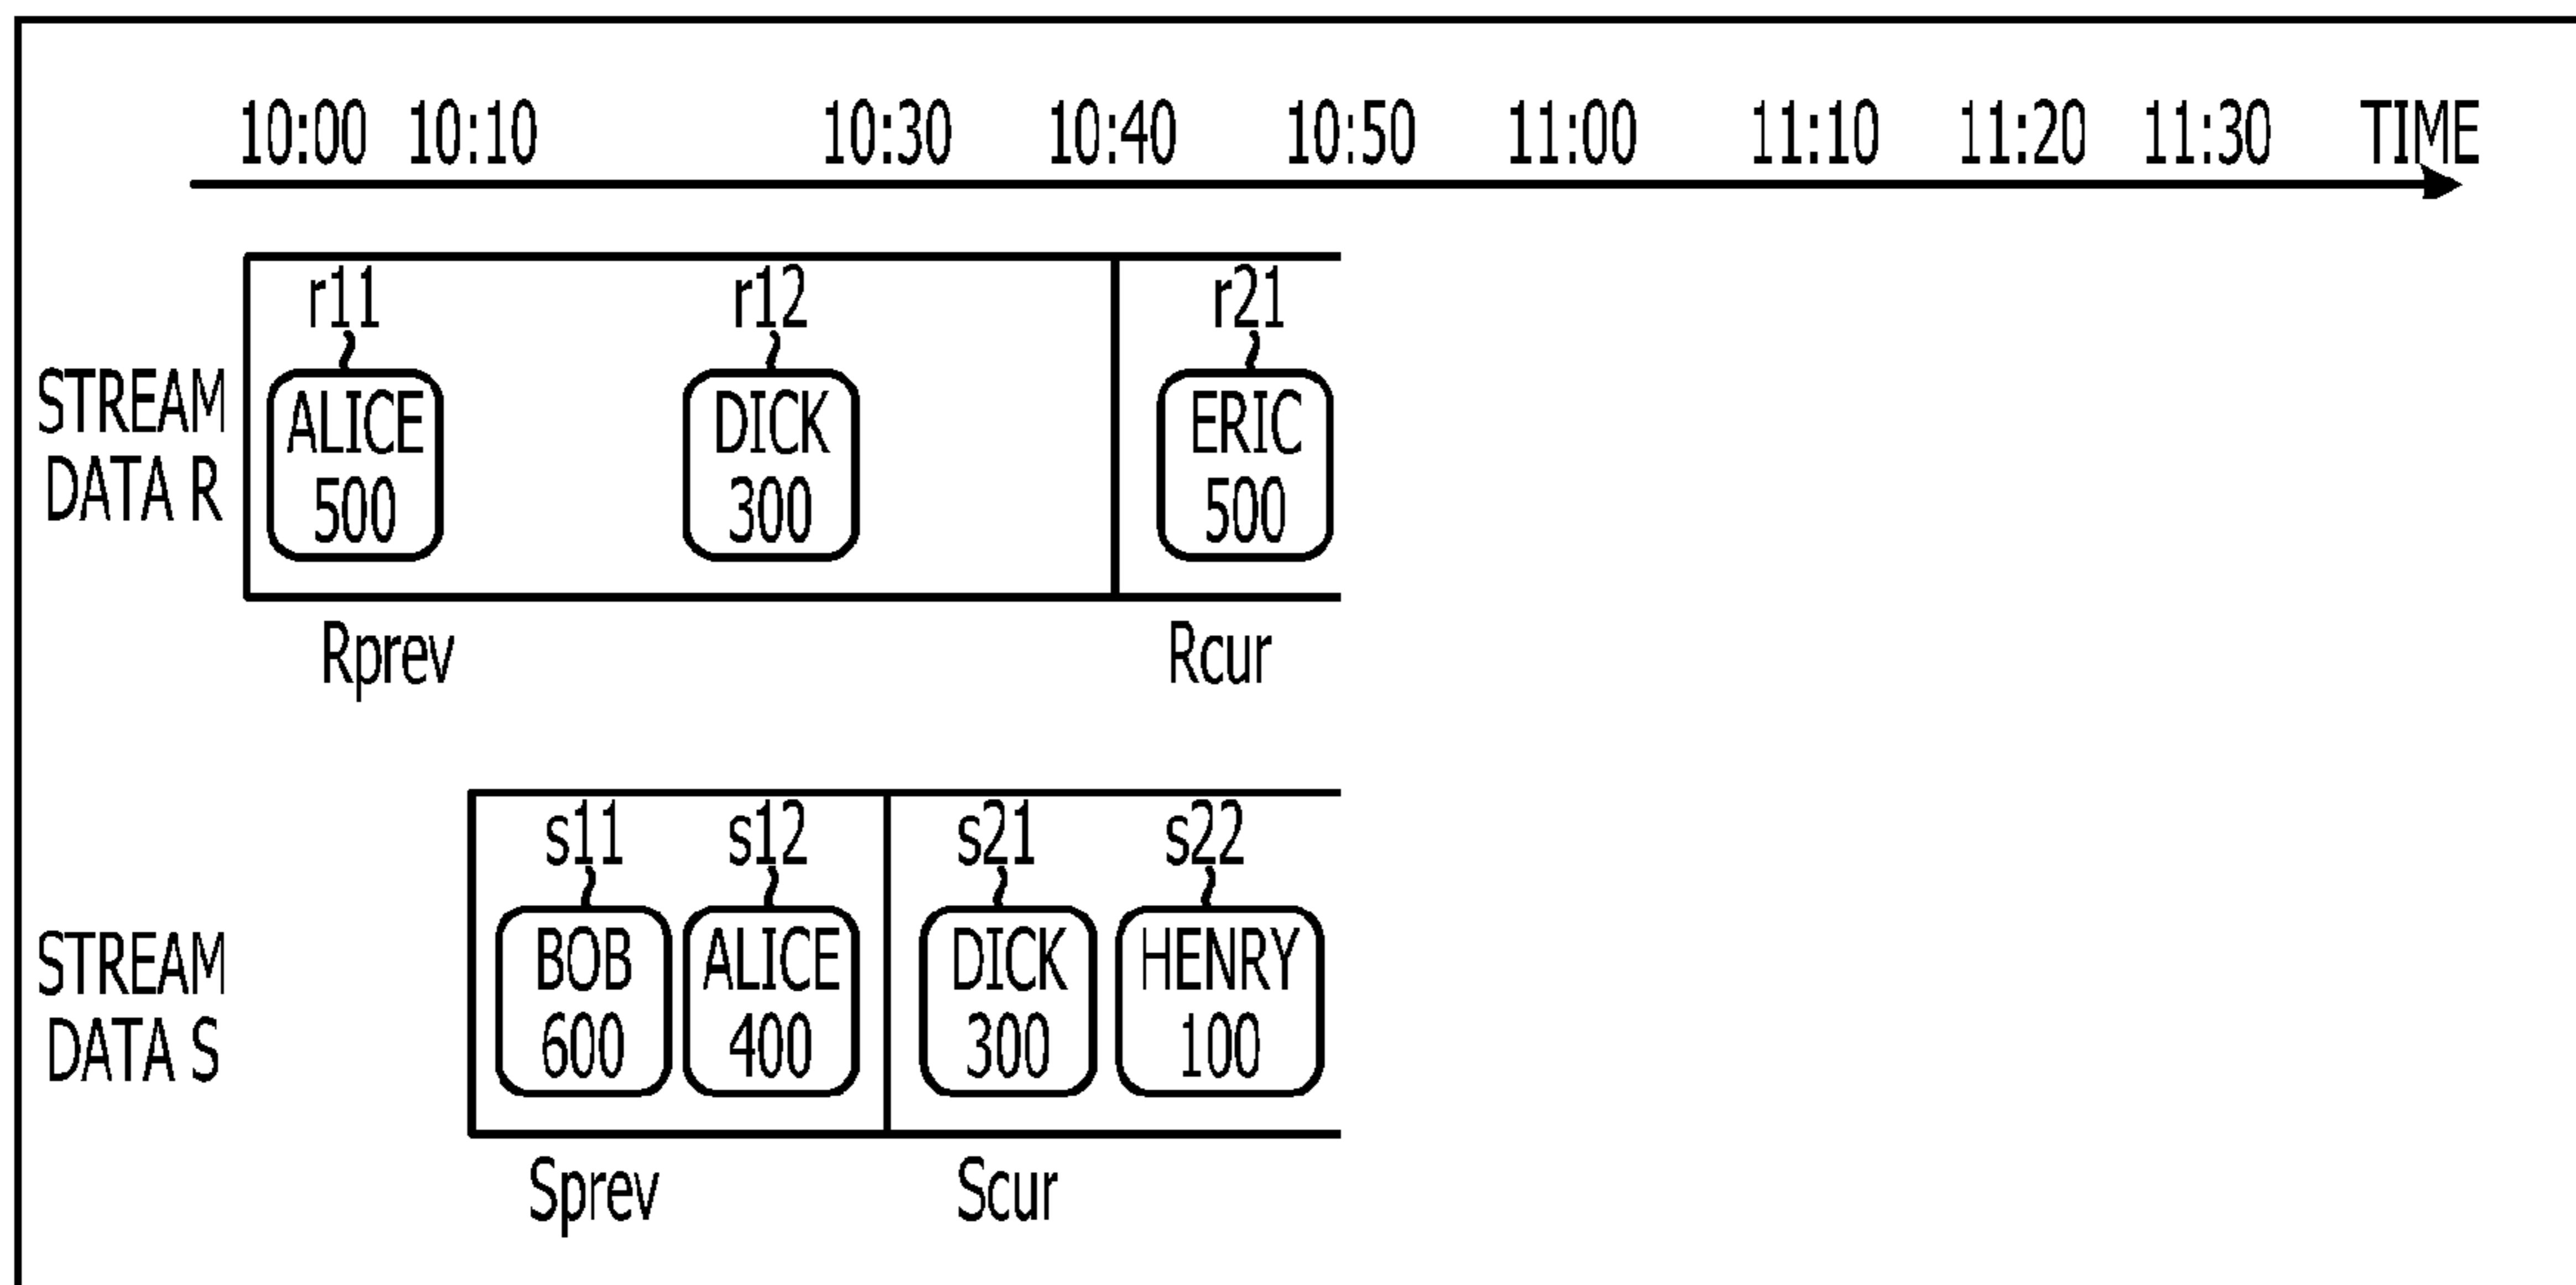 10:00 10:10 10:30 10:40 10:50 11:00 11:10 11:20 11:30 TIME
r11 r12 r21
STREAM
DATA R
ALICE
500
DICK
300
ERIC
500
Rprev Rcur
s11 s12 s21 s22
STREAM
DATA S
BOB
600
ALICE
400
DICK
300
HENRY
100
Sprev Scur